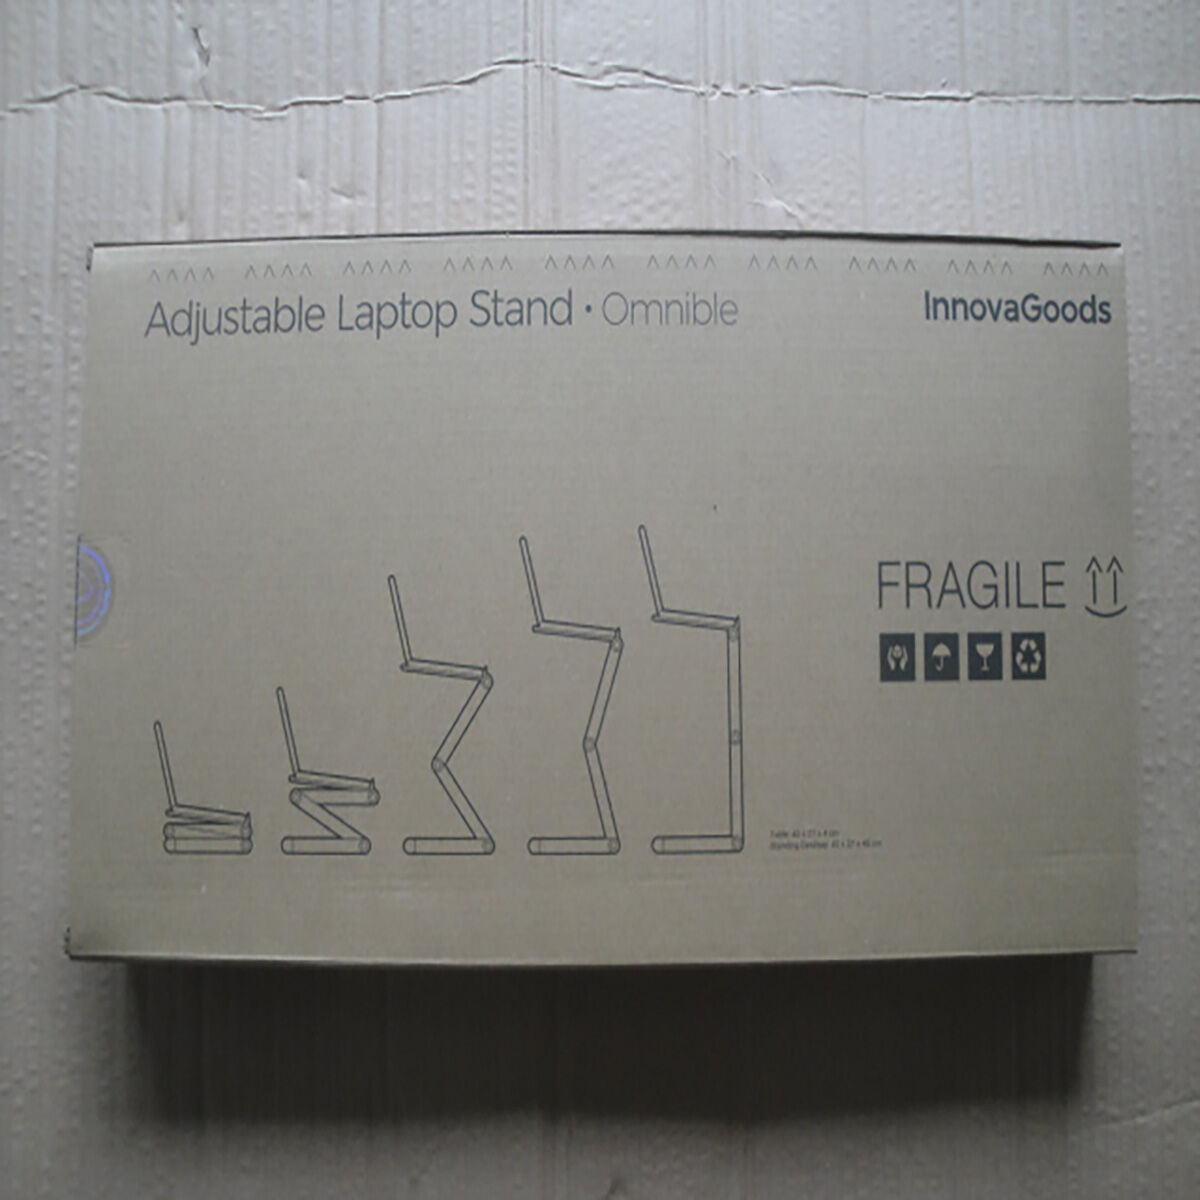 Adjustable Laptop Stand · Omnible
InnovaGoods
FRAGILE